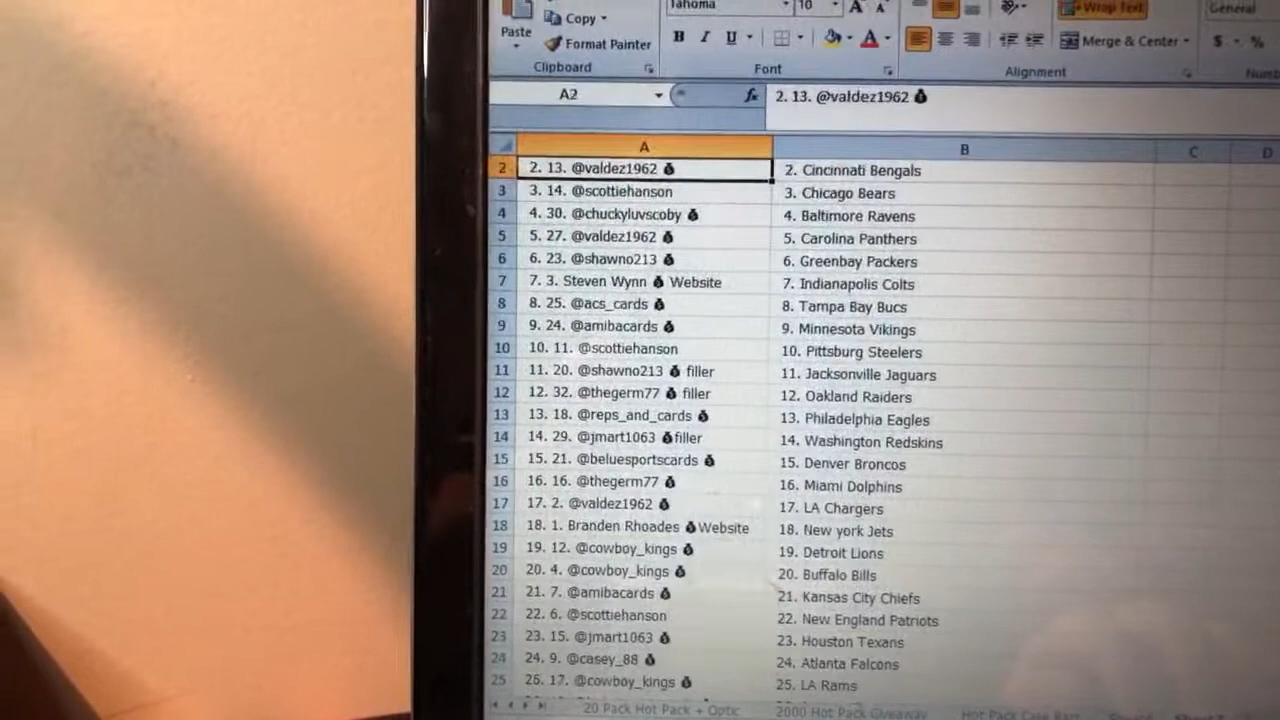 Copy
Tahoma 10 A A Wrap Text General
Paste Format Painter B I U A Merge & Center $ %
Clipboard Font Alignment
A2 fx 2. 13. @valdez1962 💰
A B C D
2 2. 13. @valdez1962 💰 2. Cincinnati Bengals
3 3. 14. @scottiehanson 3. Chicago Bears
4 4. 30. @chuckyluvscoby 💰 4. Baltimore Ravens
5 5. 27. @valdez1962 💰 5. Carolina Panthers
6 6. 23. @shawno213 💰 6. Greenbay Packers
7 7. 3. Steven Wynn 💰 Website 7. Indianapolis Colts
8 8. 25. @acs_cards 💰 8. Tampa Bay Bucs
9 9. 24. @amibacards 💰 9. Minnesota Vikings
10 10. 11. @scottiehanson 10. Pittsburg Steelers
11 11. 20. @shawno213 💰 filler 11. Jacksonville Jaguars
12 12. 32. @thegerm77 💰 filler 12. Oakland Raiders
13 13. 18. @reps_and_cards 💰 13. Philadelphia Eagles
14 14. 29. @jmart1063 💰filler 14. Washington Redskins
15 15. 21. @beluesportscards 💰 15. Denver Broncos
16 16. 16. @thegerm77 💰 16. Miami Dolphins
17 17. 2. @valdez1962 💰 17. LA Chargers
18 18. 1. Branden Rhoades 💰Website 18. New york Jets
19 19. 12. @cowboy_kings 💰 19. Detroit Lions
20 20. 4. @cowboy_kings 💰 20. Buffalo Bills
21 21. 7. @amibacards 💰 21. Kansas City Chiefs
22 22. 6. @scottiehanson 22. New England Patriots
23 23. 15. @jmart1063 💰 23. Houston Texans
24 24. 9. @casey_88 💰 24. Atlanta Falcons
25 26. 17. @cowboy_kings 💰 25. LA Rams
20 Pack Hot Pack + Optic 2000 Hot Pack Giveaway Hot Pack Case